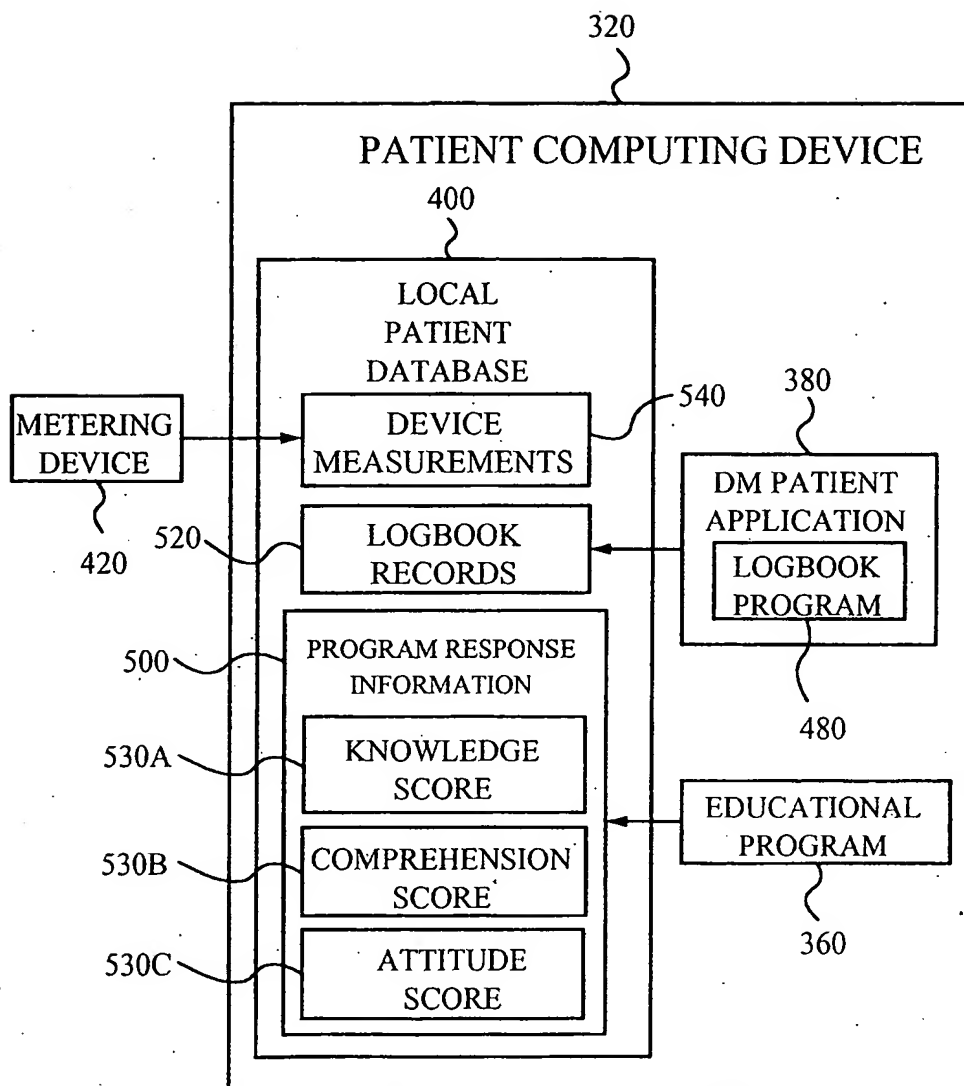 320
PATIENT COMPUTING DEVICE
400
LOCAL
PATIENT
DATABASE
METERING
DEVICE
420
DEVICE
MEASUREMENTS
540
380
DM PATIENT
APPLICATION
LOGBOOK
PROGRAM
480
520
LOGBOOK
RECORDS
500
PROGRAM RESPONSE
INFORMATION
530A
KNOWLEDGE
SCORE
530B
COMPREHENSION
SCORE
530C
ATTITUDE
SCORE
EDUCATIONAL
PROGRAM
360